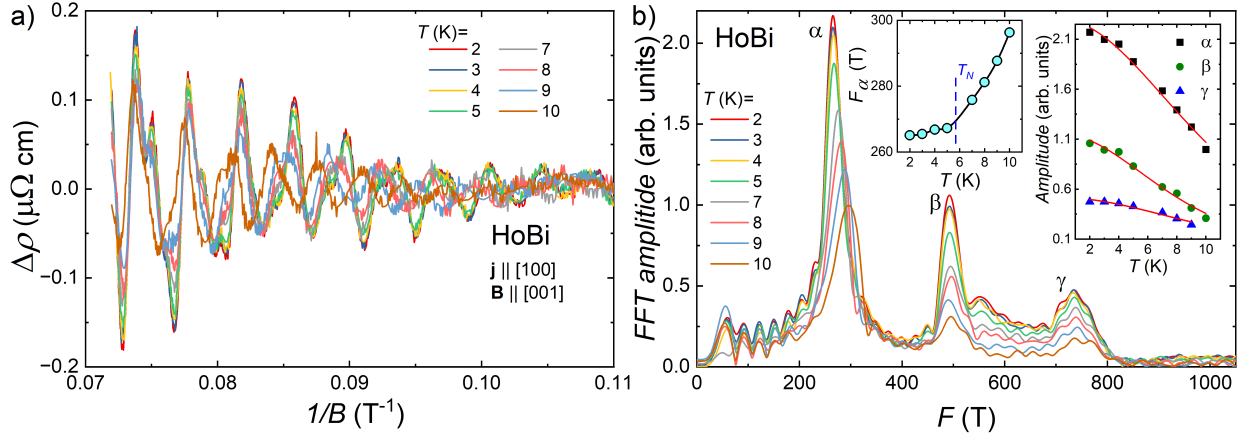 a)
T (K)=
2
7
3
8
4
9
5
10
0.2
0.1
0.0
−0.1
−0.2
Δρ (μΩ cm)
HoBi
j || [100]
B || [001]
0.07
0.08
0.09
0.10
0.11
1/B (T-1)
b)
HoBi
α
β
γ
T (K)=
2
3
4
5
7
8
9
10
2.0
1.5
1.0
0.5
0.0
FFT amplitide (arb. units)
0
200
400
600
800
1000
F (T)
300
280
260
Fα (T)
TN
2
4
6
8
10
T (K)
2.1
1.6
1.1
0.6
0.1
Amplitude (arb. units)
α
β
γ
2
4
6
8
10
T (K)